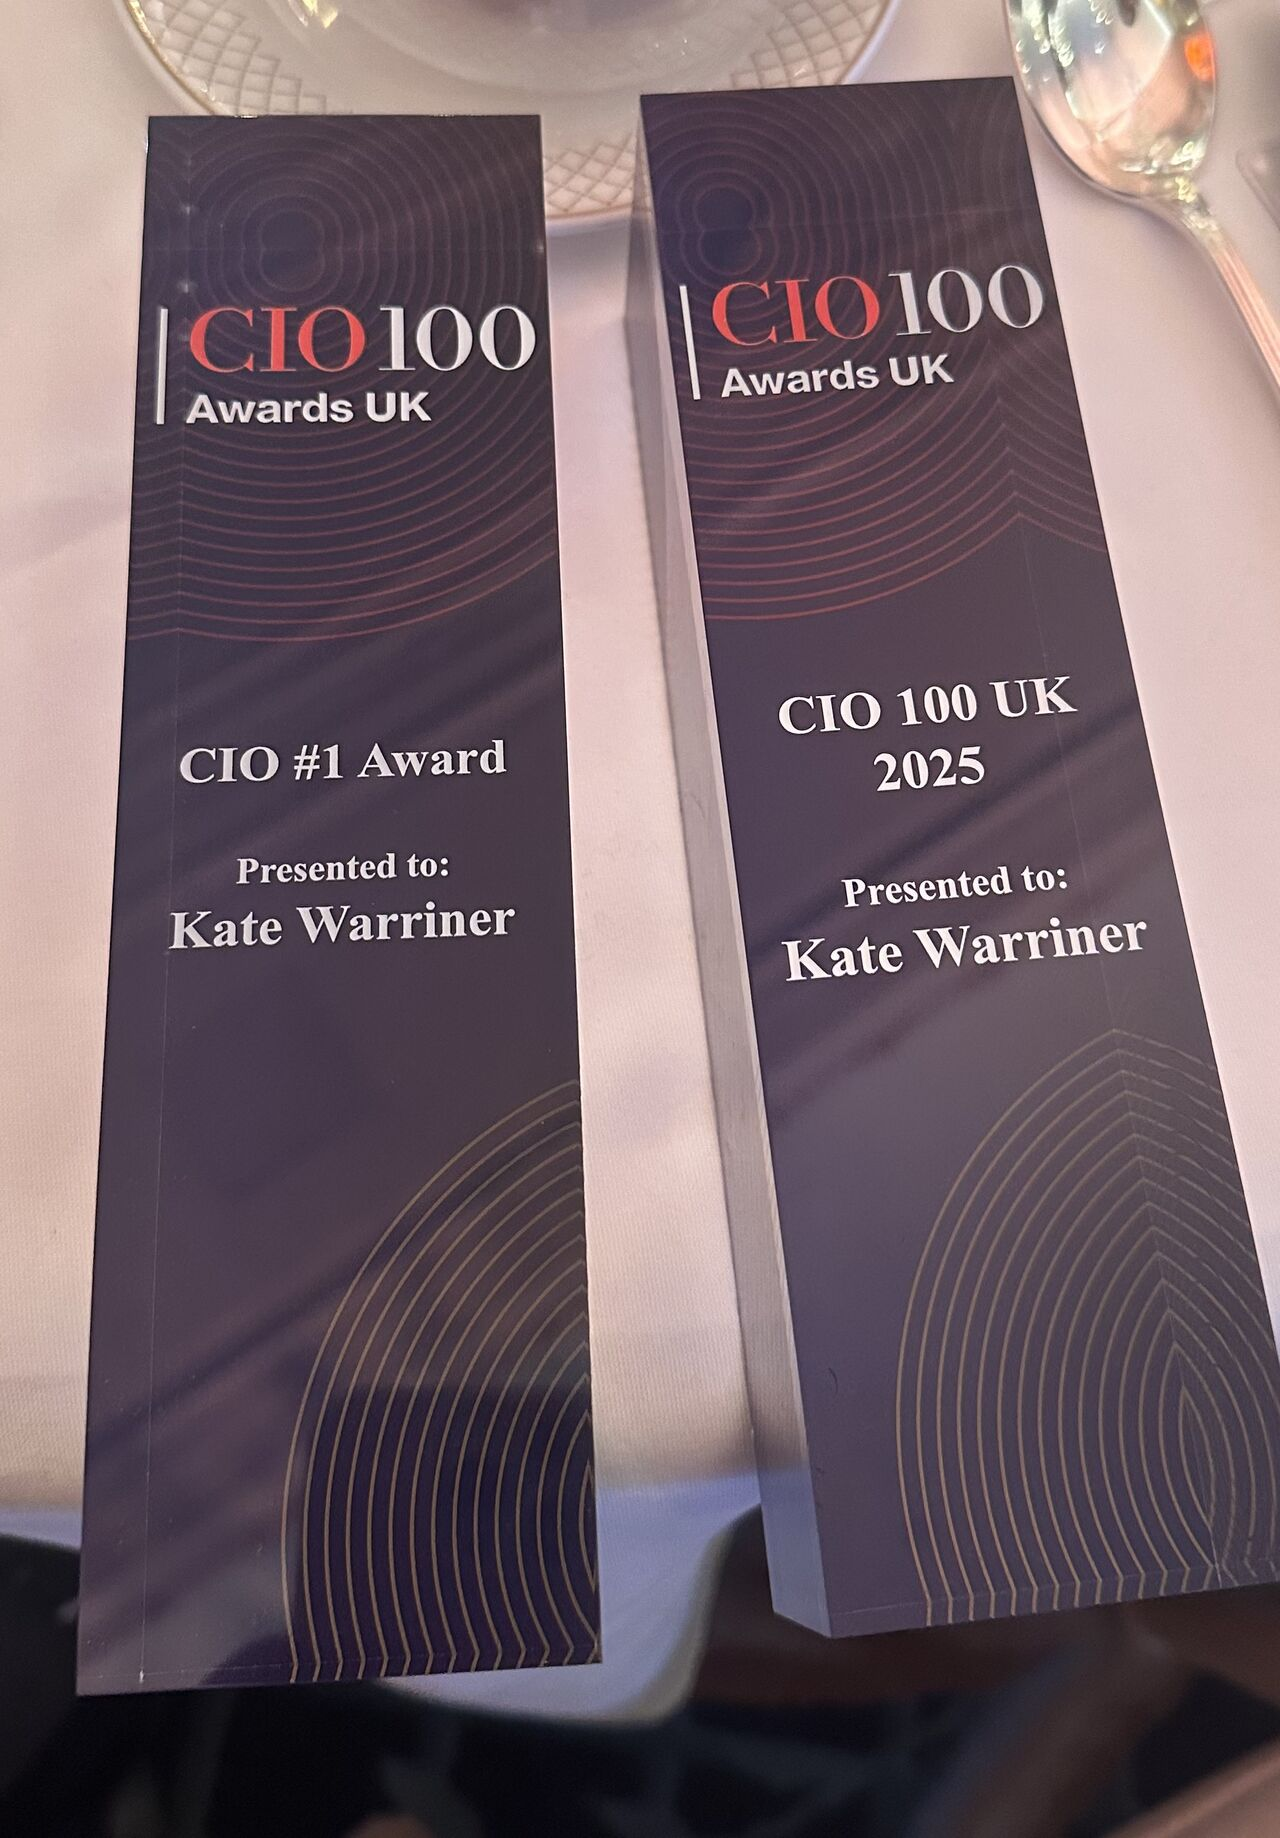 CIO 100
Awards UK
CIO #1 Award
Presented to:
Kate Warriner
CIO 100
Awards UK
CIO 100 UK
2025
Presented to:
Kate Warriner